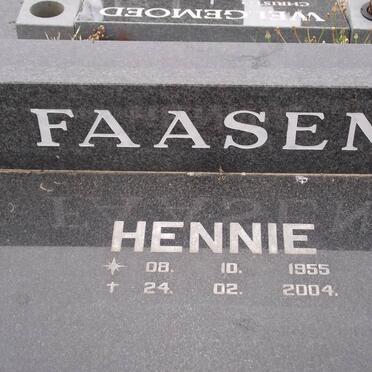 WELGEMOED
FAASEN
HENNIE
08. 10. 1955
24. 02. 2004.